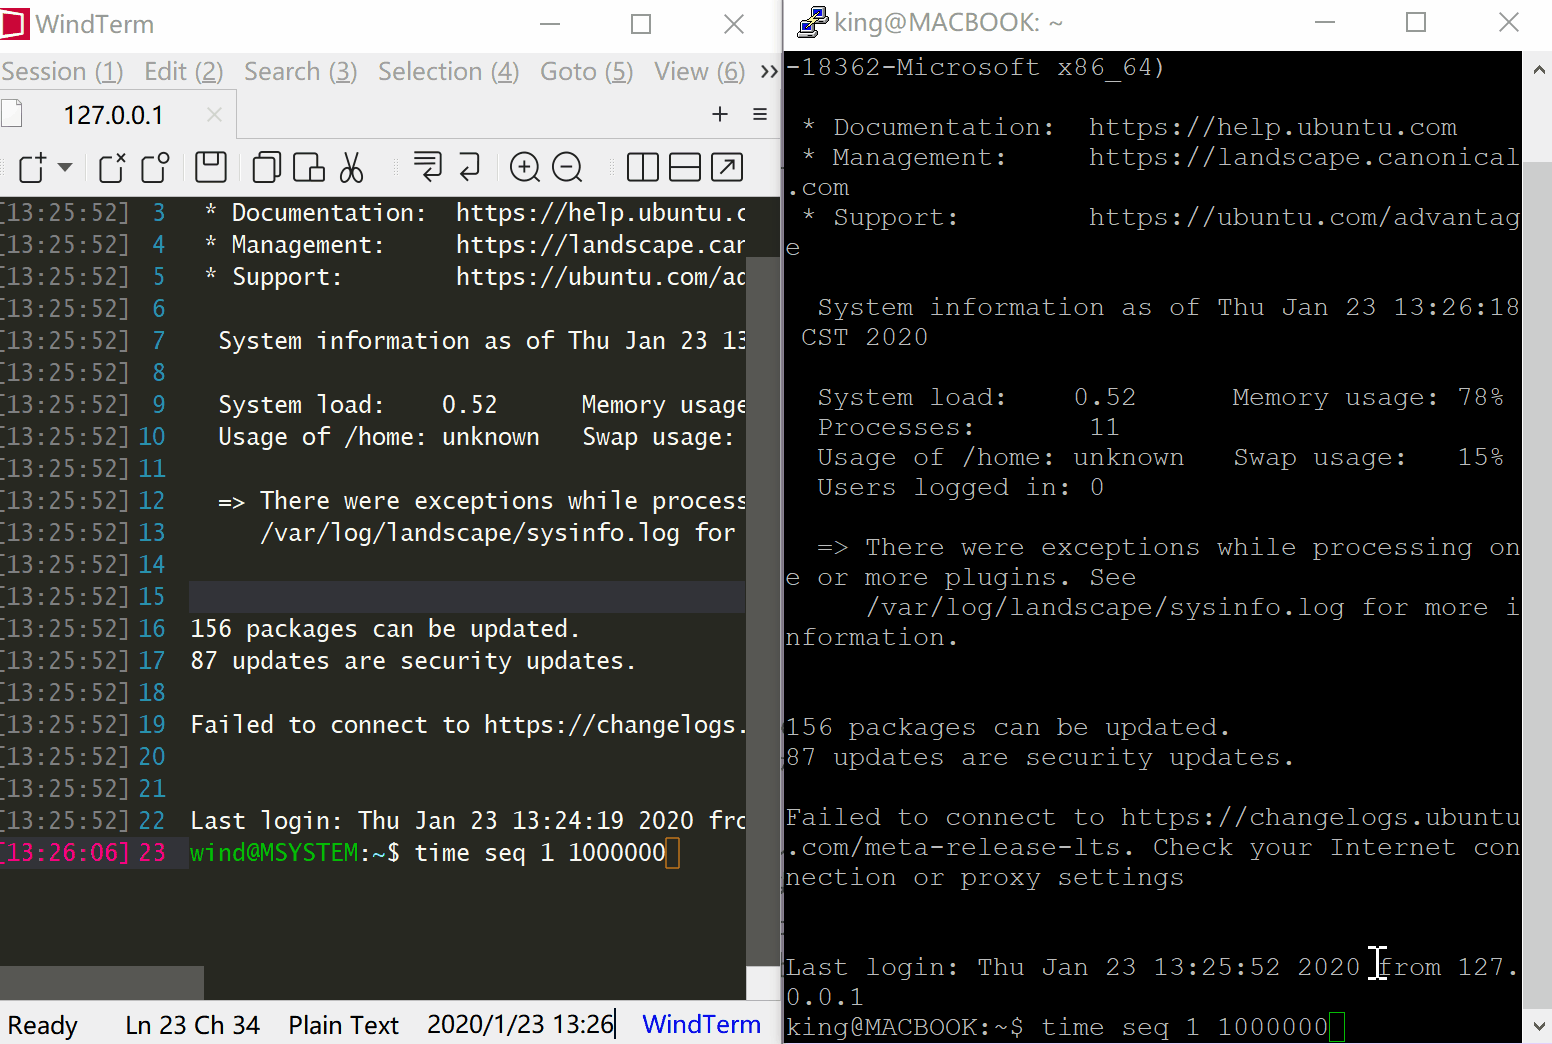 WindTerm
Session (1) Edit (2) Search (3) Selection (4) Goto (5) View (6) »
127.0.0.1
[13:25:52] 3 * Documentation: https://help.ubuntu.c
[13:25:52] 4 * Management: https://landscape.can
[13:25:52] 5 * Support: https://ubuntu.com/ad
[13:25:52] 6
[13:25:52] 7 System information as of Thu Jan 23 13
[13:25:52] 8
[13:25:52] 9 System load: 0.52 Memory usage
[13:25:52] 10 Usage of /home: unknown Swap usage:
[13:25:52] 11
[13:25:52] 12 => There were exceptions while process
[13:25:52] 13 /var/log/landscape/sysinfo.log for
[13:25:52] 14
[13:25:52] 15
[13:25:52] 16 156 packages can be updated.
[13:25:52] 17 87 updates are security updates.
[13:25:52] 18
[13:25:52] 19 Failed to connect to https://changelogs.
[13:25:52] 20
[13:25:52] 21
[13:25:52] 22 Last login: Thu Jan 23 13:24:19 2020 fro
[13:26:06] 23 wind@MSYSTEM:~$ time seq 1 1000000
Ready Ln 23 Ch 34 Plain Text 2020/1/23 13:26 WindTerm
king@MACBOOK: ~
-18362-Microsoft x86_64)
* Documentation: https://help.ubuntu.com
* Management: https://landscape.canonical
.com
* Support: https://ubuntu.com/advantag
e
System information as of Thu Jan 23 13:26:18
CST 2020
System load: 0.52 Memory usage: 78%
Processes: 11
Usage of /home: unknown Swap usage: 15%
Users logged in: 0
=> There were exceptions while processing on
e or more plugins. See
/var/log/landscape/sysinfo.log for more i
nformation.
156 packages can be updated.
87 updates are security updates.
Failed to connect to https://changelogs.ubuntu
.com/meta-release-lts. Check your Internet con
nection or proxy settings
Last login: Thu Jan 23 13:25:52 2020 from 127.
0.0.1
king@MACBOOK:~$ time seq 1 1000000